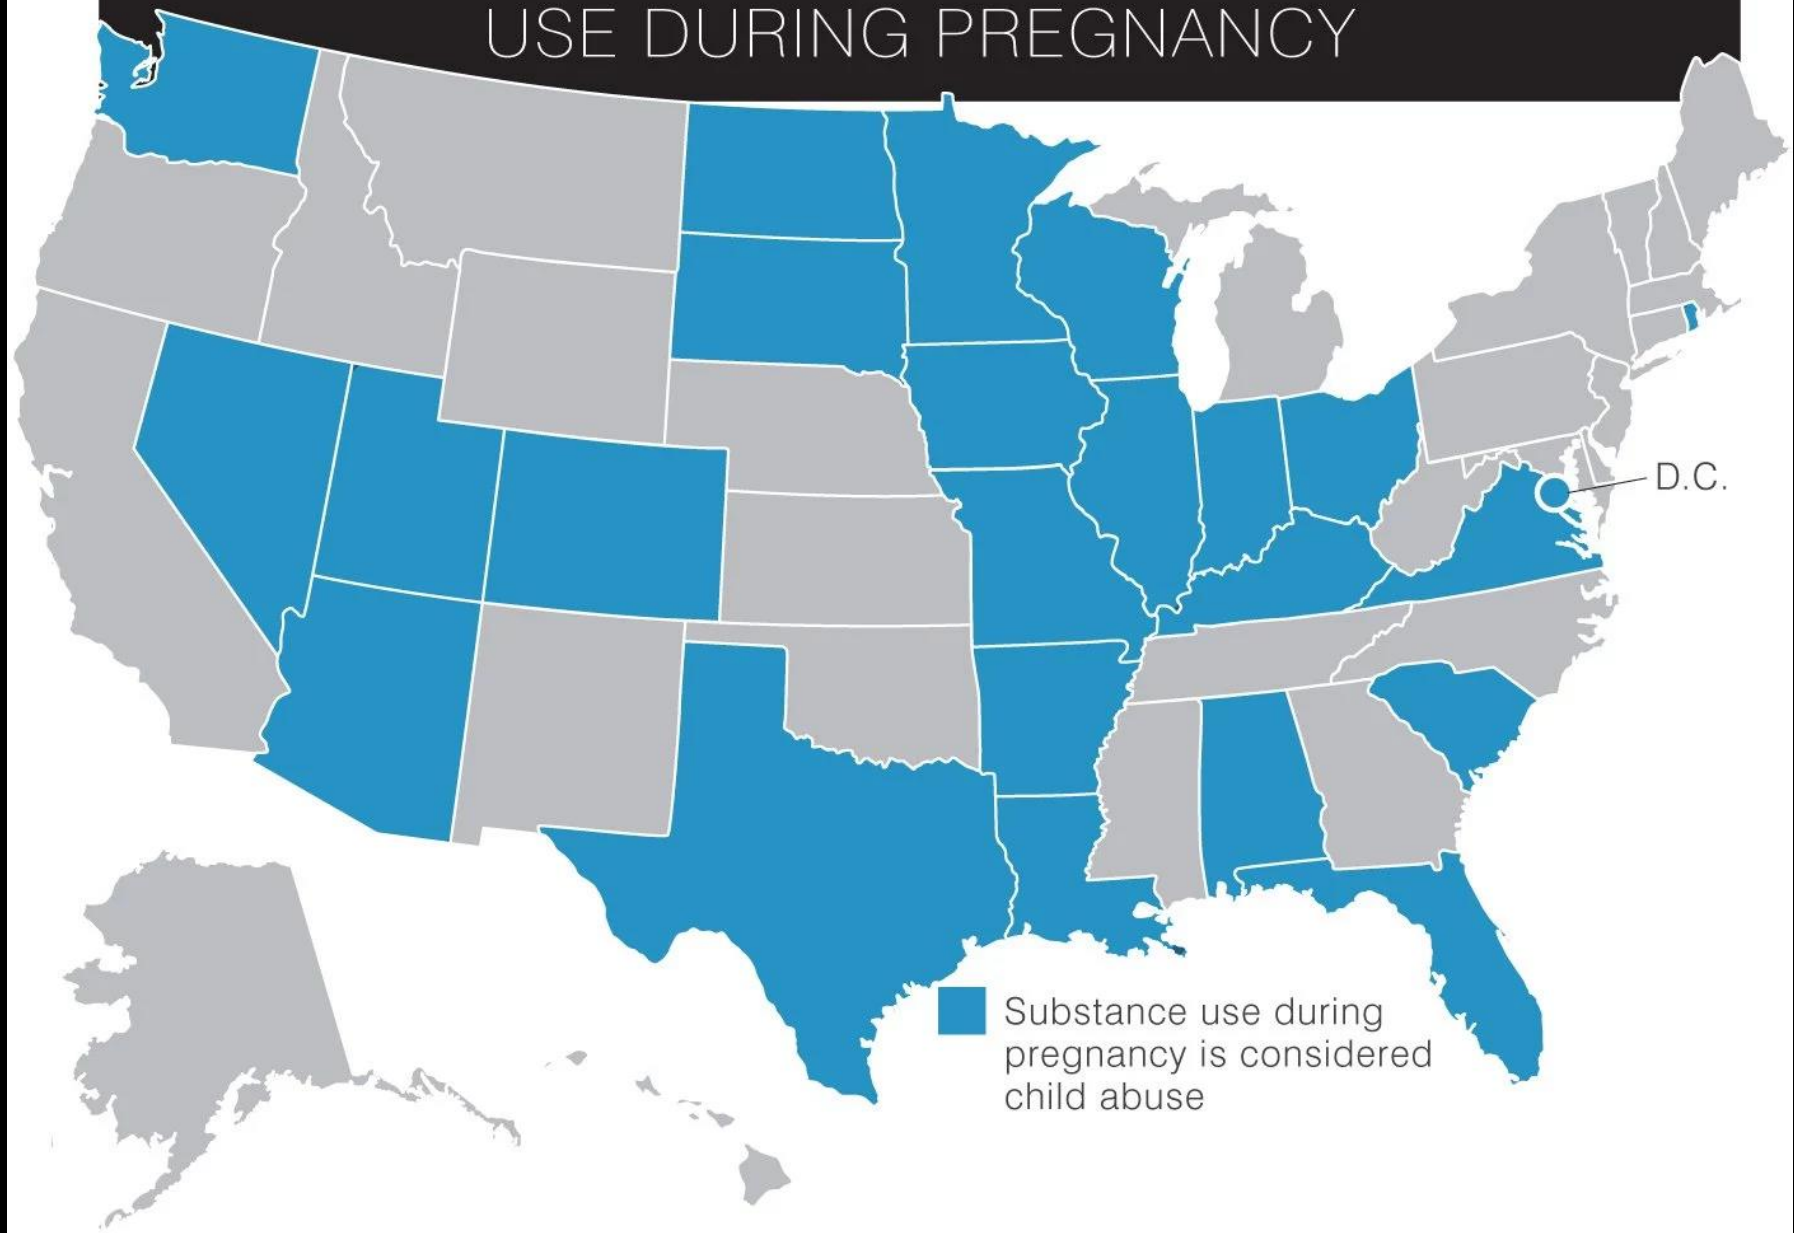 USE DURING PREGNANCY
D.C.
Substance use during
pregnancy is considered
child abuse